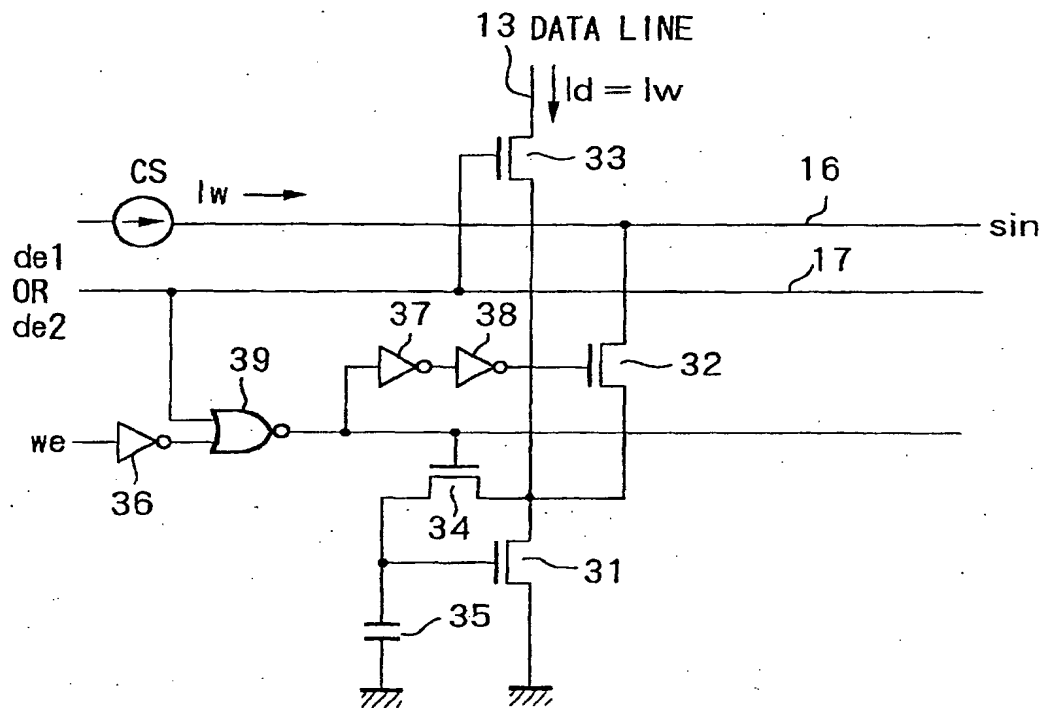 13 DATA LINE
Id = Iw
33
CS
Iw
16
sin
de1
OR
de2
17
37
38
32
39
we
36
34
31
35